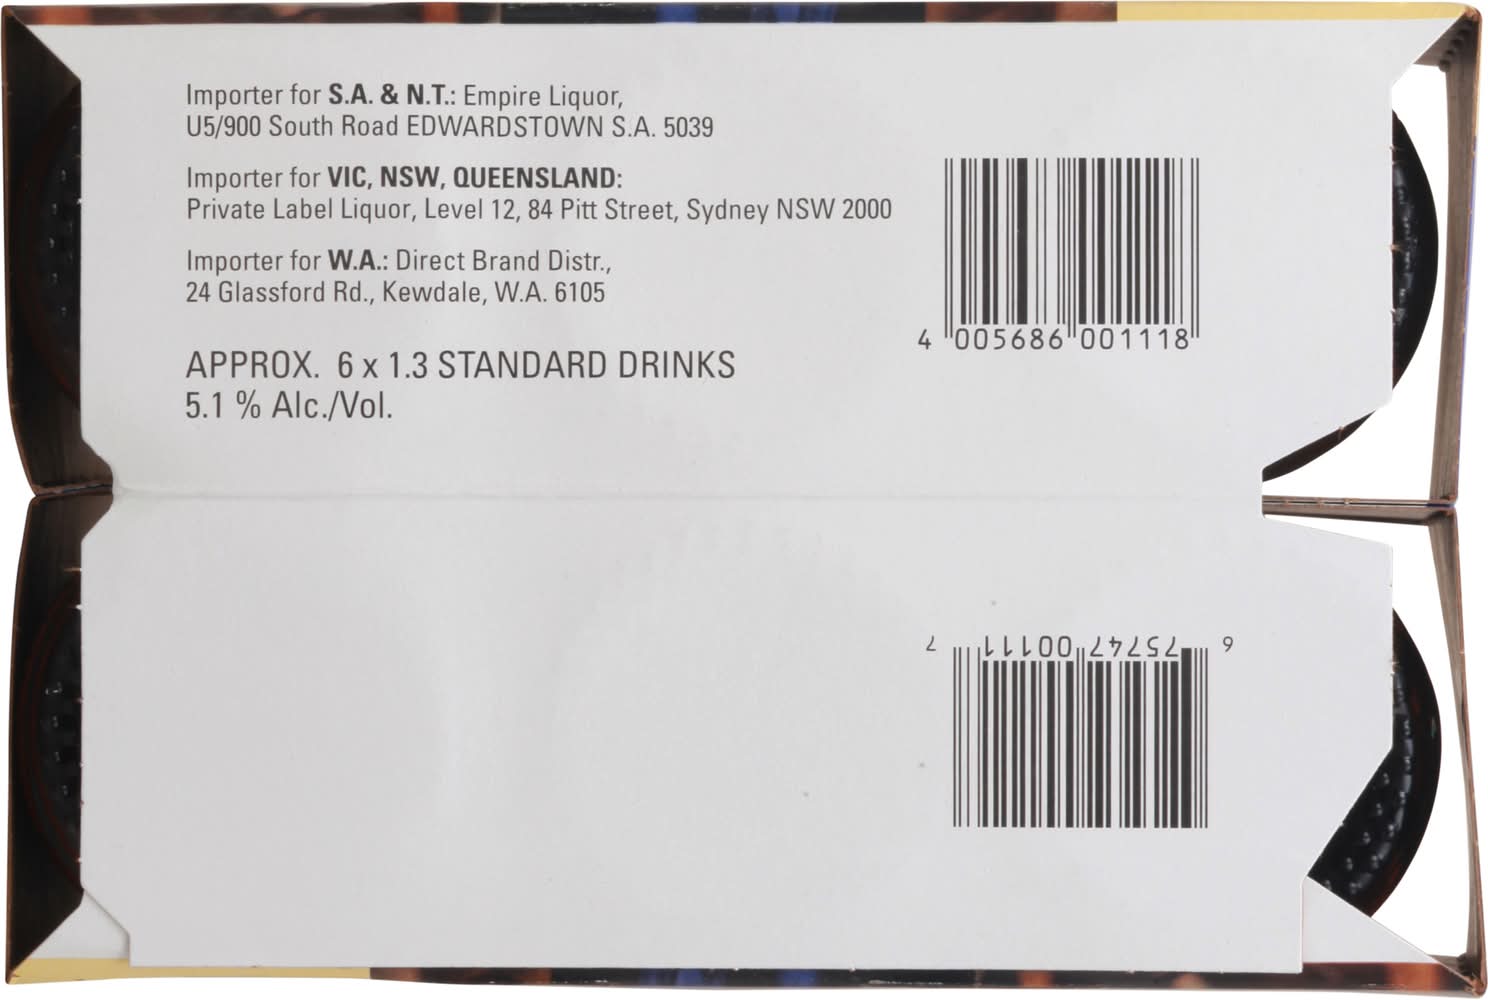 Importer for S.A. & N.T.: Empire Liquor,
U5/900 South Road EDWARDSTOWN S.A. 5039
Importer for VIC, NSW, QUEENSLAND:
Private Label Liquor, Level 12, 84 Pitt Street, Sydney NSW 2000
Importer for W.A.: Direct Brand Distr.,
24 Glassford Rd., Kewdale, W.A. 6105
APPROX. 6 x 1.3 STANDARD DRINKS
5.1 % Alc./Vol.
4 005686 001118
6 75747 00111 7